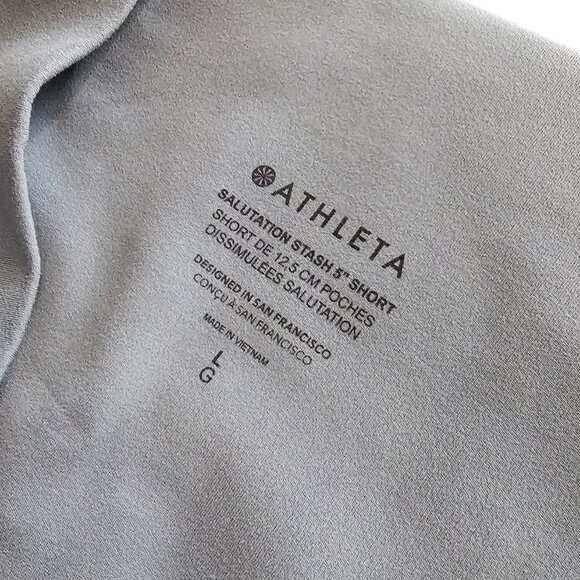 ATHLETA
SALUTATION STASH 5" SHORT
SHORT DE 12,5 CM POCHES
DISSIMULÉES SALUTATION
DESIGNED IN SAN FRANCISCO
CONÇU À SAN FRANCISCO
MADE IN VIETNAM
L
G